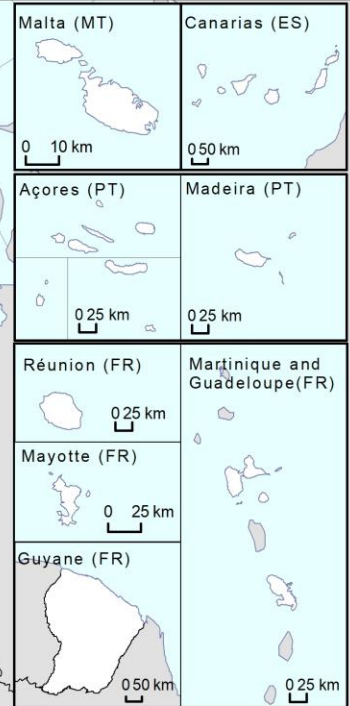 Malta (MT)
0 10 km
Canarias (ES)
0 50 km
Açores (PT)
0 25 km
Madeira (PT)
0 25 km
Réunion (FR)
0 25 km
Mayotte (FR)
0 25 km
Guyane (FR)
0 50 km
Martinique and
Guadeloupe(FR)
0 25 km